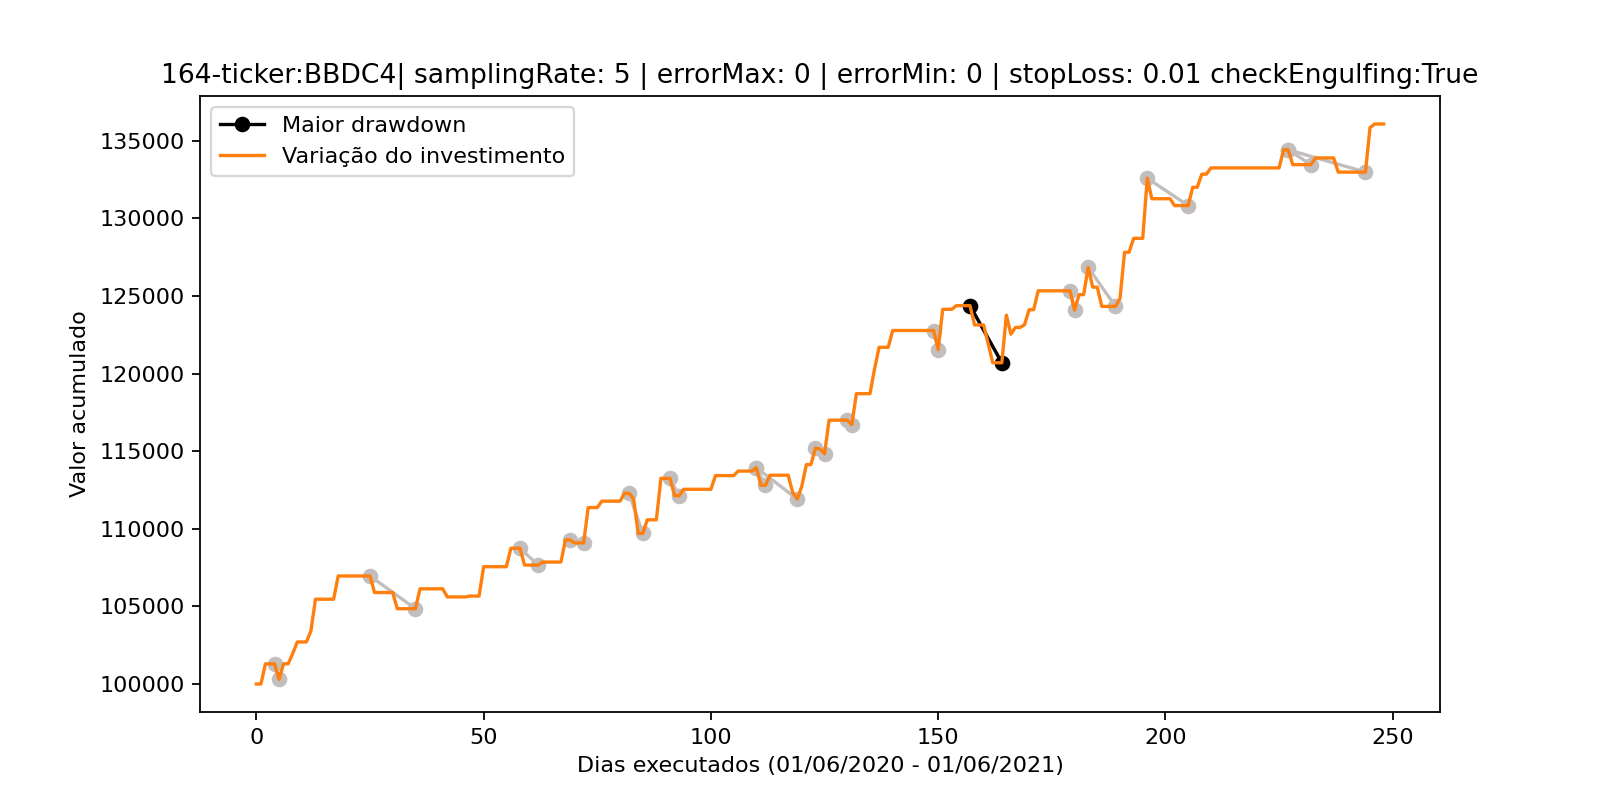 164-ticker:BBDC4| samplingRate: 5 | errorMax: 0 | errorMin: 0 | stopLoss: 0.01 checkEngulfing:True
Maior drawdown
Variação do investimento
135000
130000
125000
120000
115000
110000
105000
100000
Valor acumulado
0 50 100 150 200 250
Dias executados (01/06/2020 - 01/06/2021)